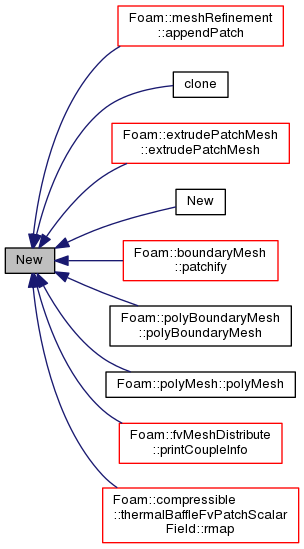 Foam::meshRefinement
::appendPatch
clone
Foam::extrudePatchMesh
::extrudePatchMesh
New
New
Foam::boundaryMesh
::patchify
Foam::polyBoundaryMesh
::polyBoundaryMesh
Foam::polyMesh::polyMesh
Foam::fvMeshDistribute
::printCoupleInfo
Foam::compressible
::thermalBaffleFvPatchScalar
Field::rmap